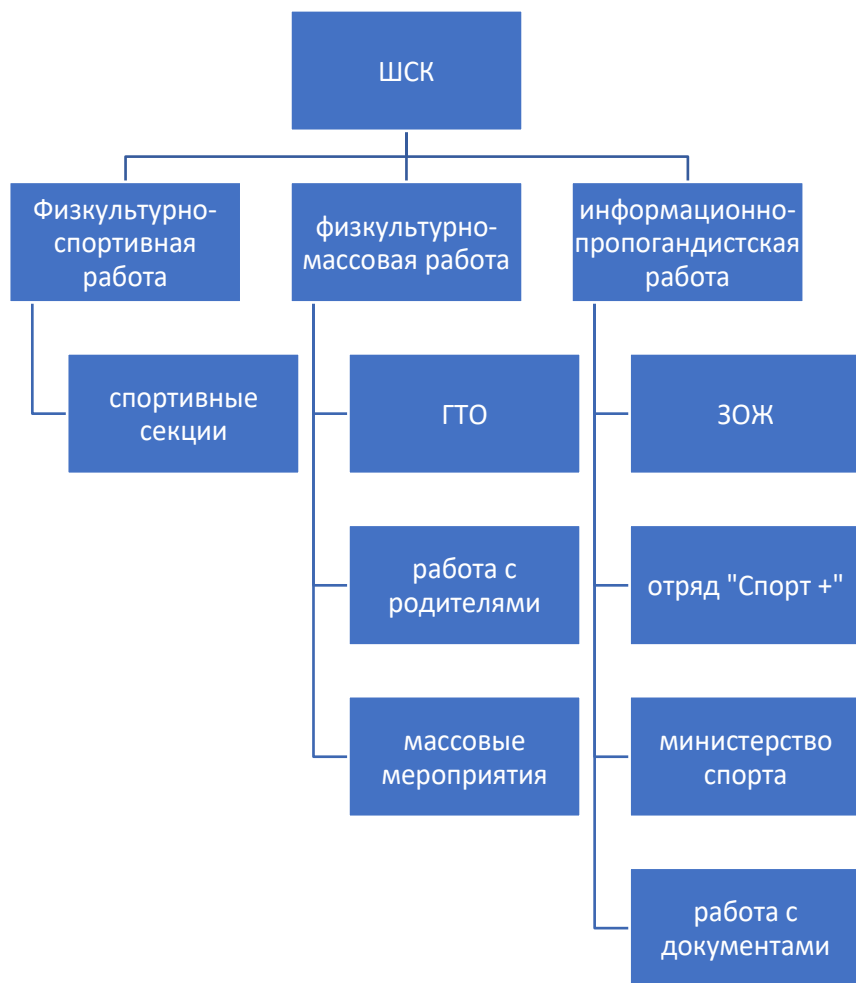 ШСК
Физкультурно-
спортивная
работа
физкультурно-
массовая работа
информационно-
пропогандистская
работа
спортивные
секции
ГТО
ЗОЖ
работа с
родителями
отряд "Спорт +"
массовые
мероприятия
министерство
спорта
работа с
документами